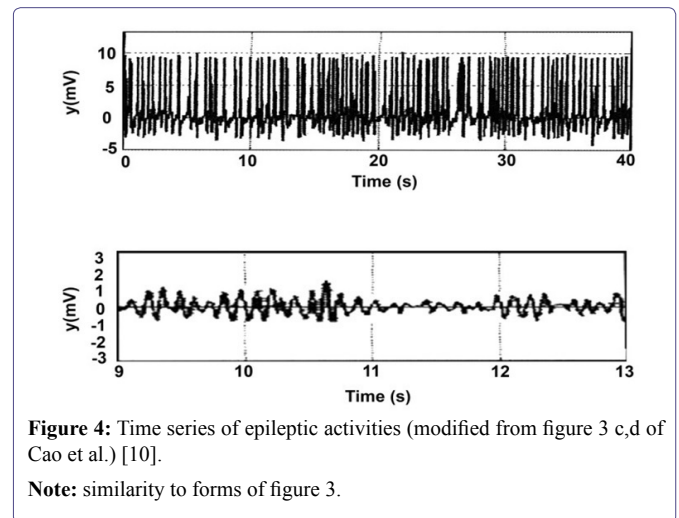 10
5
0
-5
y(mV)
0 10 20 30 40
Time (s)
3
2
1
0
-1
-2
-3
y(mV)
9 10 11 12 13
Time (s)
Figure 4: Time series of epileptic activities (modified from figure 3 c,d of
Cao et al.) [10].
Note: similarity to forms of figure 3.